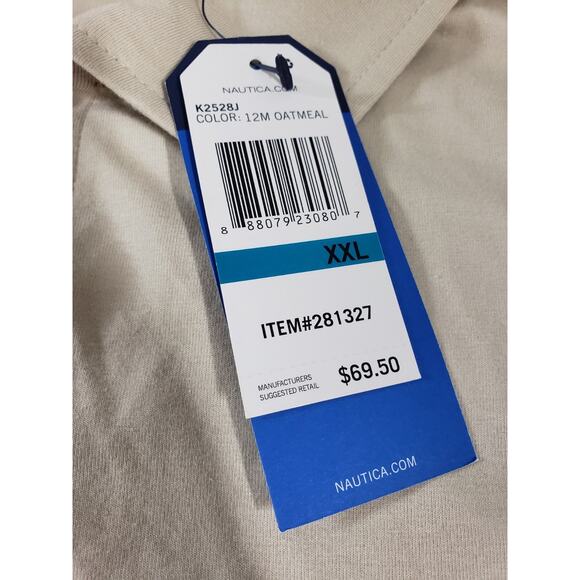 NAUTICA.COM
K2528J
COLOR: 12M OATMEAL
8 88079 23080 7
XXL
ITEM#281327
MANUFACTURERS
SUGGESTED RETAIL
$69.50
NAUTICA.COM